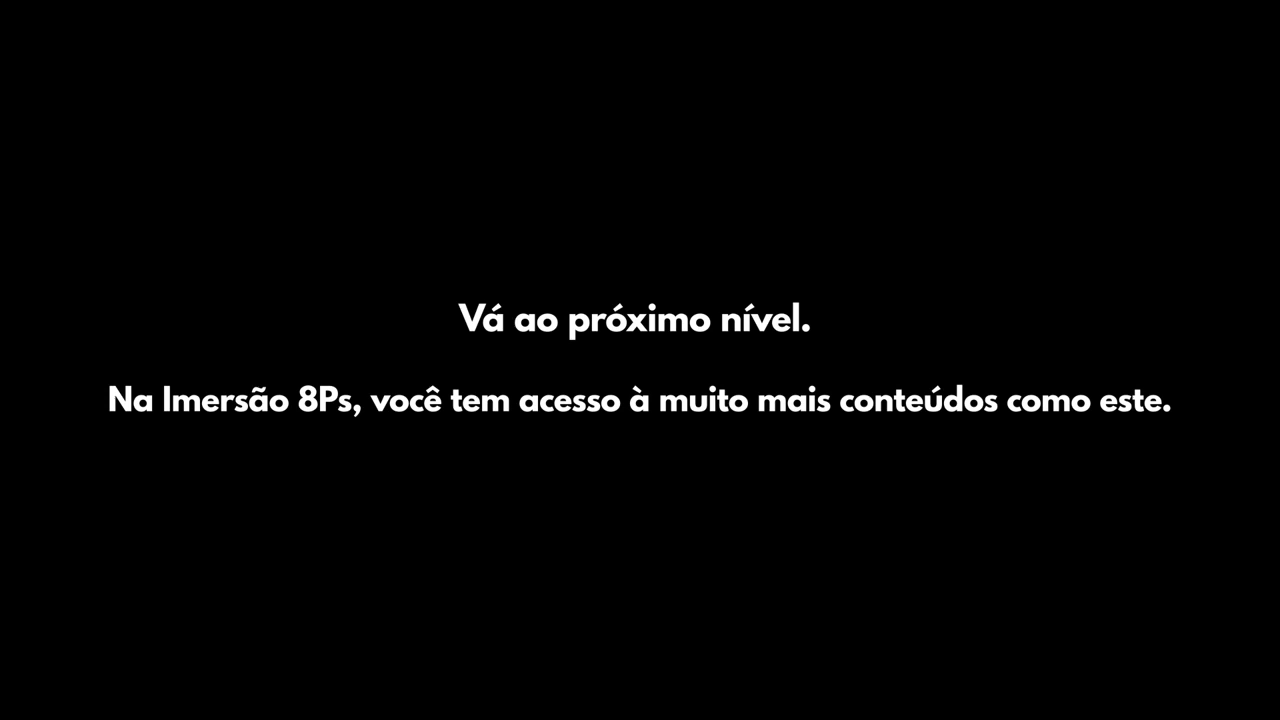 Vá ao próximo nível.
Na Imersão 8Ps, você tem acesso à muito mais conteúdos como este.